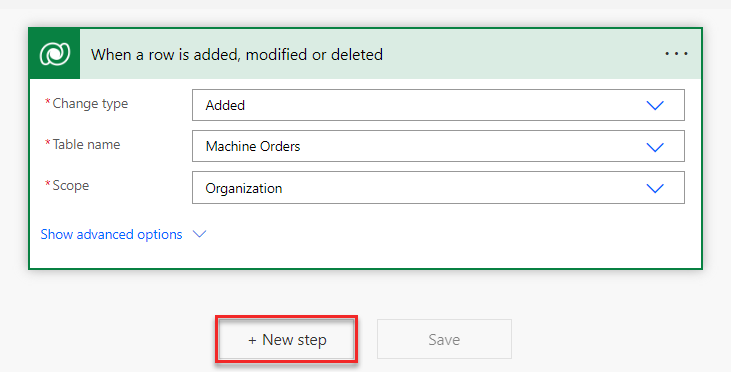 When a row is added, modified or deleted
* Change type
Added
* Table name
Machine Orders
* Scope
Organization
Show advanced options
+ New step
Save